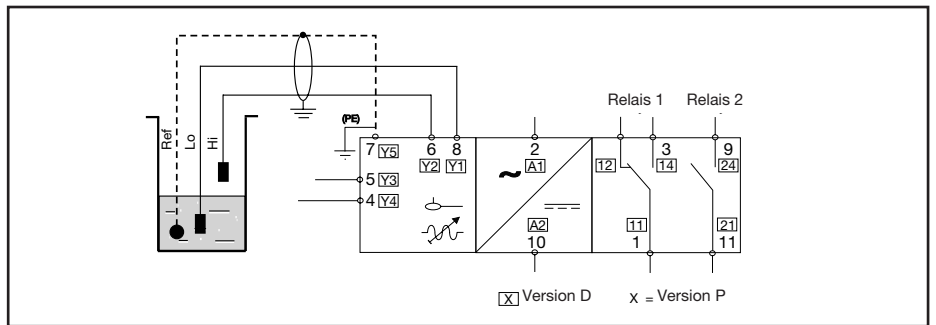 Relais 1 Relais 2
Ref
Lo
Hi
(PE)
7 Y5 6 8 2 3 9
Y2 Y1 A1 12 14 24
5 Y3
4 Y4
A2 11 21
10 1 11
X Version D x = Version P